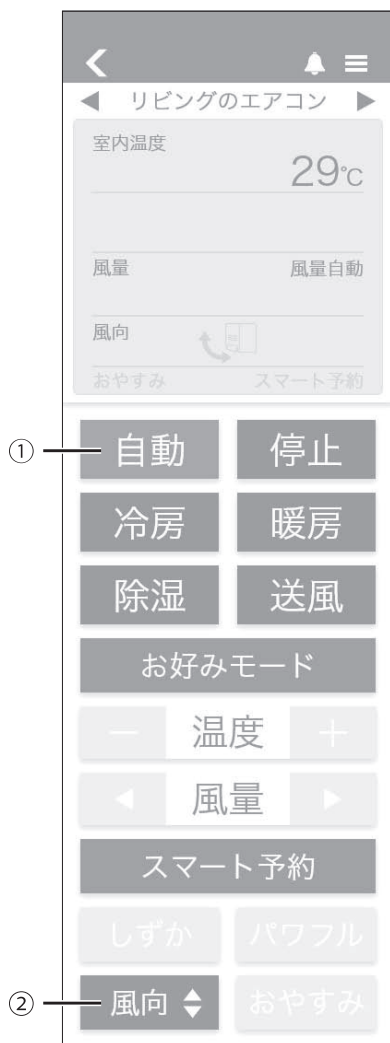 リビングのエアコン
室内温度
29℃
風量 風量自動
風向
おやすみ スマート予約
① 自動 停止
冷房 暖房
除湿 送風
お好みモード
− 温度 +
風量
スマート予約
しずか パワフル
② 風向 おやすみ